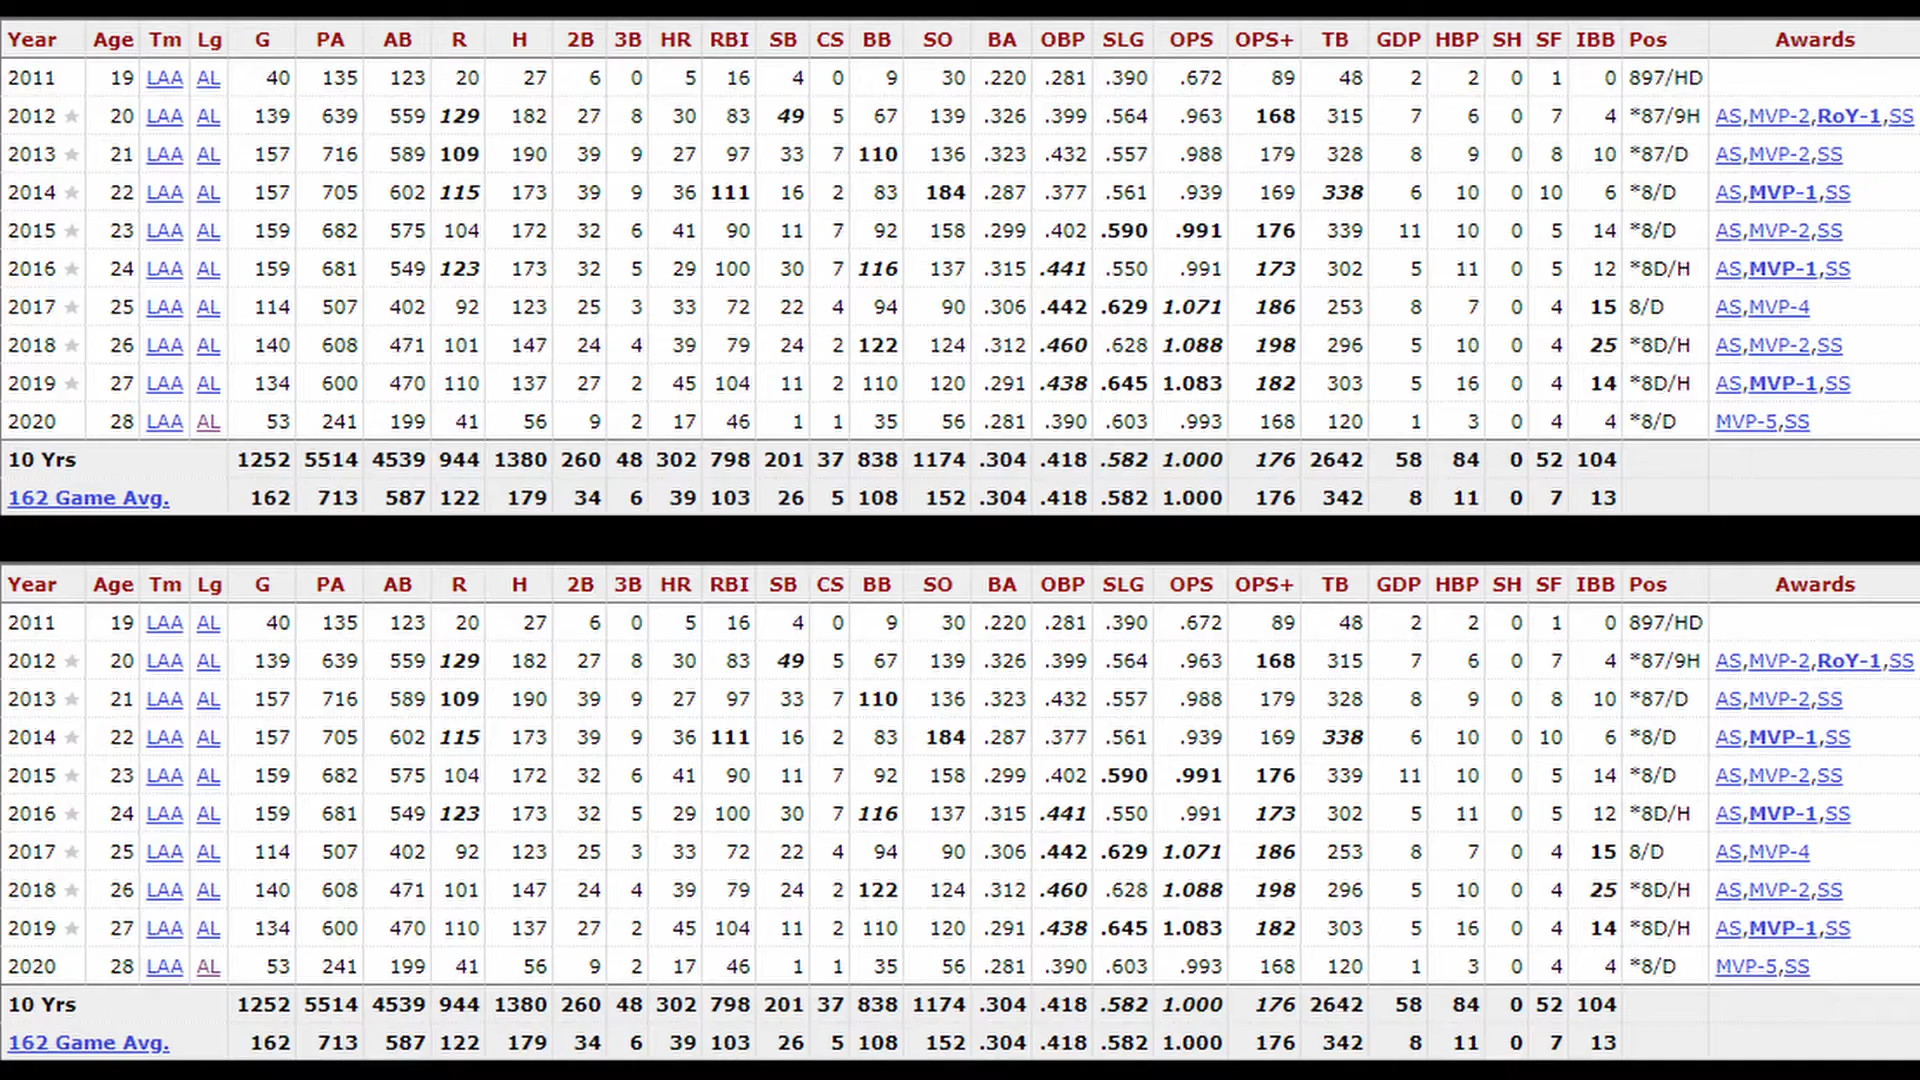 Year Age Tm Lg G PA AB R H 2B 3B HR RBI SB CS BB SO BA OBP SLG OPS OPS+ TB GDP HBP SH SF IBB Pos Awards
2011 19 LAA AL 40 135 123 20 27 6 0 5 16 4 0 9 30 .220 .281 .390 .672 89 48 2 2 0 1 0 897/HD
2012 ★ 20 LAA AL 139 639 559 129 182 27 8 30 83 49 5 67 139 .326 .399 .564 .963 168 315 7 6 0 7 4 *87/9H AS,MVP-2,RoY-1,SS
2013 ★ 21 LAA AL 157 716 589 109 190 39 9 27 97 33 7 110 136 .323 .432 .557 .988 179 328 8 9 0 8 10 *87/D AS,MVP-2,SS
2014 ★ 22 LAA AL 157 705 602 115 173 39 9 36 111 16 2 83 184 .287 .377 .561 .939 169 338 6 10 0 10 6 *8/D AS,MVP-1,SS
2015 ★ 23 LAA AL 159 682 575 104 172 32 6 41 90 11 7 92 158 .299 .402 .590 .991 176 339 11 10 0 5 14 *8/D AS,MVP-2,SS
2016 ★ 24 LAA AL 159 681 549 123 173 32 5 29 100 30 7 116 137 .315 .441 .550 .991 173 302 5 11 0 5 12 *8D/H AS,MVP-1,SS
2017 ★ 25 LAA AL 114 507 402 92 123 25 3 33 72 22 4 94 90 .306 .442 .629 1.071 186 253 8 7 0 4 15 8/D AS,MVP-4
2018 ★ 26 LAA AL 140 608 471 101 147 24 4 39 79 24 2 122 124 .312 .460 .628 1.088 198 296 5 10 0 4 25 *8D/H AS,MVP-2,SS
2019 ★ 27 LAA AL 134 600 470 110 137 27 2 45 104 11 2 110 120 .291 .438 .645 1.083 182 303 5 16 0 4 14 *8D/H AS,MVP-1,SS
2020 28 LAA AL 53 241 199 41 56 9 2 17 46 1 1 35 56 .281 .390 .603 .993 168 120 1 3 0 4 4 *8/D MVP-5,SS
10 Yrs 1252 5514 4539 944 1380 260 48 302 798 201 37 838 1174 .304 .418 .582 1.000 176 2642 58 84 0 52 104
162 Game Avg. 162 713 587 122 179 34 6 39 103 26 5 108 152 .304 .418 .582 1.000 176 342 8 11 0 7 13
Year Age Tm Lg G PA AB R H 2B 3B HR RBI SB CS BB SO BA OBP SLG OPS OPS+ TB GDP HBP SH SF IBB Pos Awards
2011 19 LAA AL 40 135 123 20 27 6 0 5 16 4 0 9 30 .220 .281 .390 .672 89 48 2 2 0 1 0 897/HD
2012 ★ 20 LAA AL 139 639 559 129 182 27 8 30 83 49 5 67 139 .326 .399 .564 .963 168 315 7 6 0 7 4 *87/9H AS,MVP-2,RoY-1,SS
2013 ★ 21 LAA AL 157 716 589 109 190 39 9 27 97 33 7 110 136 .323 .432 .557 .988 179 328 8 9 0 8 10 *87/D AS,MVP-2,SS
2014 ★ 22 LAA AL 157 705 602 115 173 39 9 36 111 16 2 83 184 .287 .377 .561 .939 169 338 6 10 0 10 6 *8/D AS,MVP-1,SS
2015 ★ 23 LAA AL 159 682 575 104 172 32 6 41 90 11 7 92 158 .299 .402 .590 .991 176 339 11 10 0 5 14 *8/D AS,MVP-2,SS
2016 ★ 24 LAA AL 159 681 549 123 173 32 5 29 100 30 7 116 137 .315 .441 .550 .991 173 302 5 11 0 5 12 *8D/H AS,MVP-1,SS
2017 ★ 25 LAA AL 114 507 402 92 123 25 3 33 72 22 4 94 90 .306 .442 .629 1.071 186 253 8 7 0 4 15 8/D AS,MVP-4
2018 ★ 26 LAA AL 140 608 471 101 147 24 4 39 79 24 2 122 124 .312 .460 .628 1.088 198 296 5 10 0 4 25 *8D/H AS,MVP-2,SS
2019 ★ 27 LAA AL 134 600 470 110 137 27 2 45 104 11 2 110 120 .291 .438 .645 1.083 182 303 5 16 0 4 14 *8D/H AS,MVP-1,SS
2020 28 LAA AL 53 241 199 41 56 9 2 17 46 1 1 35 56 .281 .390 .603 .993 168 120 1 3 0 4 4 *8/D MVP-5,SS
10 Yrs 1252 5514 4539 944 1380 260 48 302 798 201 37 838 1174 .304 .418 .582 1.000 176 2642 58 84 0 52 104
162 Game Avg. 162 713 587 122 179 34 6 39 103 26 5 108 152 .304 .418 .582 1.000 176 342 8 11 0 7 13